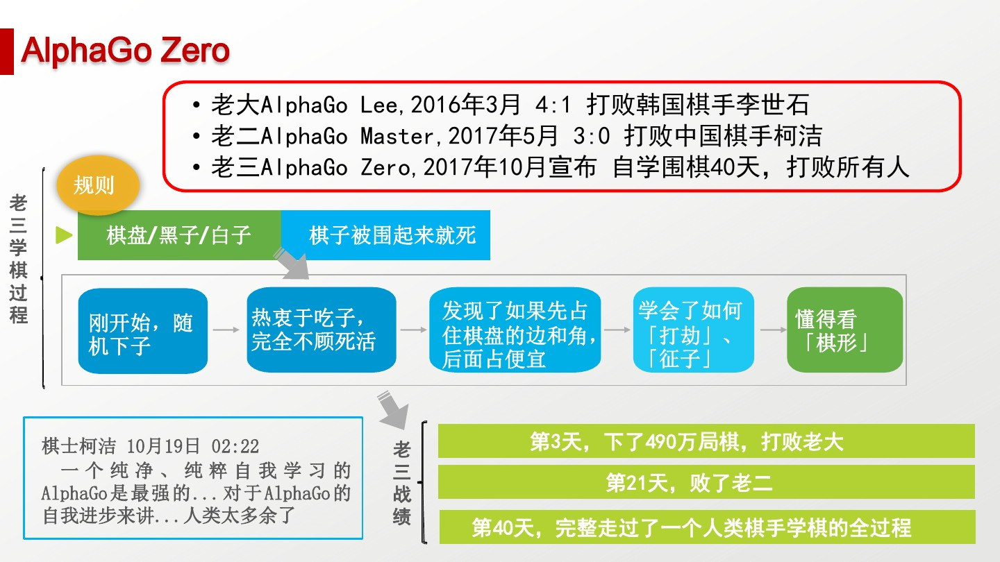 AlphaGo Zero
• 老大AlphaGo Lee,2016年3月 4:1 打败韩国棋手李世石
• 老二AlphaGo Master,2017年5月 3:0 打败中国棋手柯洁
• 老三AlphaGo Zero,2017年10月宣布 自学围棋40天，打败所有人
规则
老三学棋过程
棋盘/黑子/白子
棋子被围起来就死
刚开始，随
机下子
热衷于吃子，
完全不顾死活
发现了如果先占
住棋盘的边和角，
后面占便宜
学会了如何
「打劫」、
「征子」
懂得看
「棋形」
棋士柯洁 10月19日 02:22
一个纯净、纯粹自我学习的
AlphaGo是最强的...对于AlphaGo的
自我进步来讲...人类太多余了
老三战绩
第3天，下了490万局棋，打败老大
第21天，败了老二
第40天，完整走过了一个人类棋手学棋的全过程